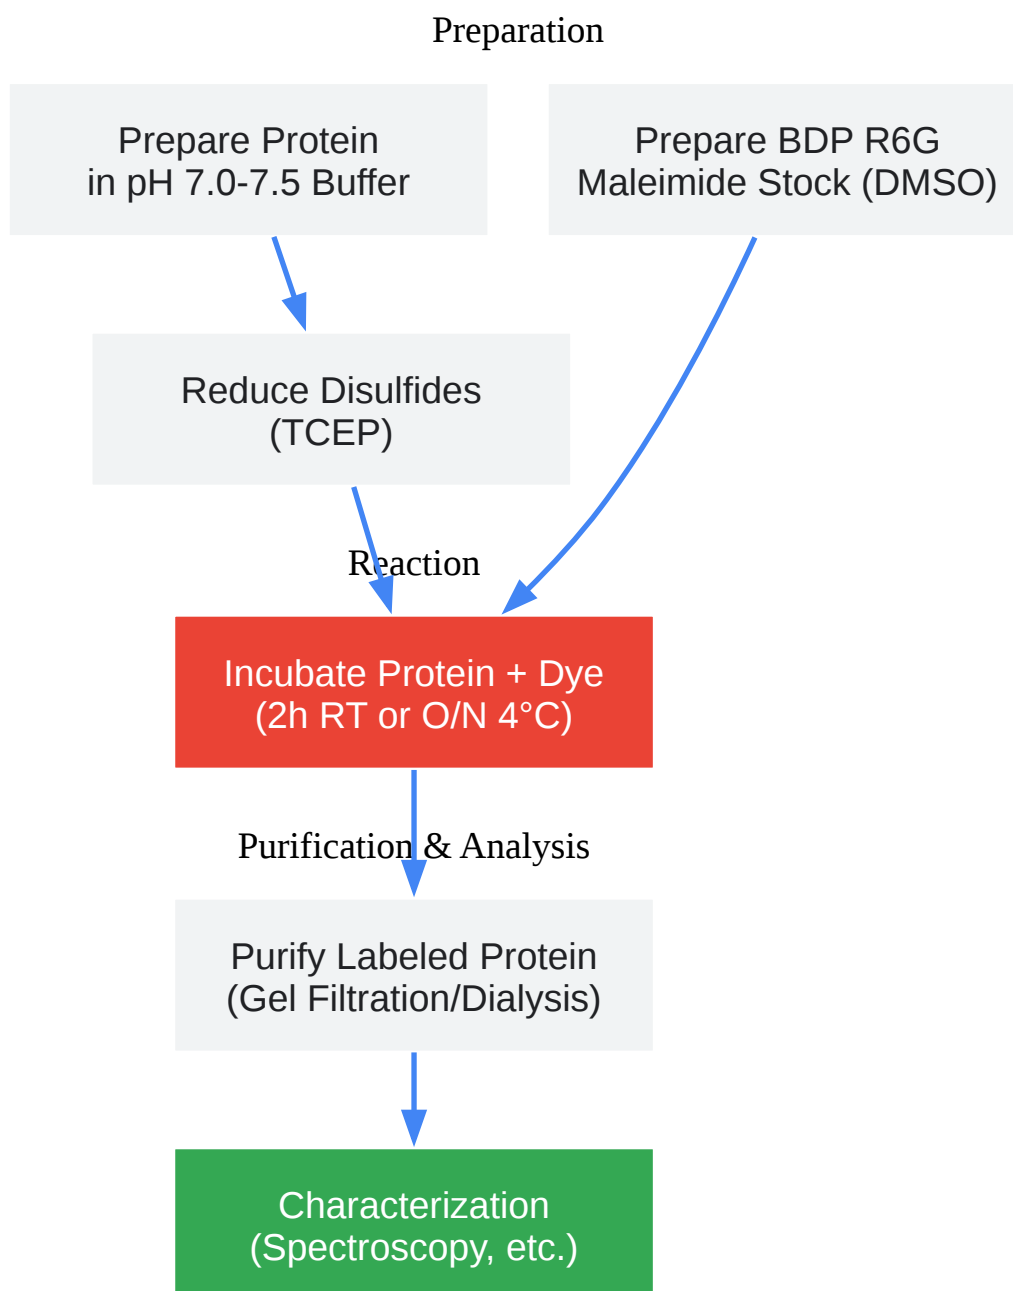 Preparation
Prepare Protein
in pH 7.0-7.5 Buffer
Prepare BDP R6G
Maleimide Stock (DMSO)
Reduce Disulfides
(TCEP)
Reaction
Incubate Protein + Dye
(2h RT or O/N 4°C)
Purification & Analysis
Purify Labeled Protein
(Gel Filtration/Dialysis)
Characterization
(Spectroscopy, etc.)